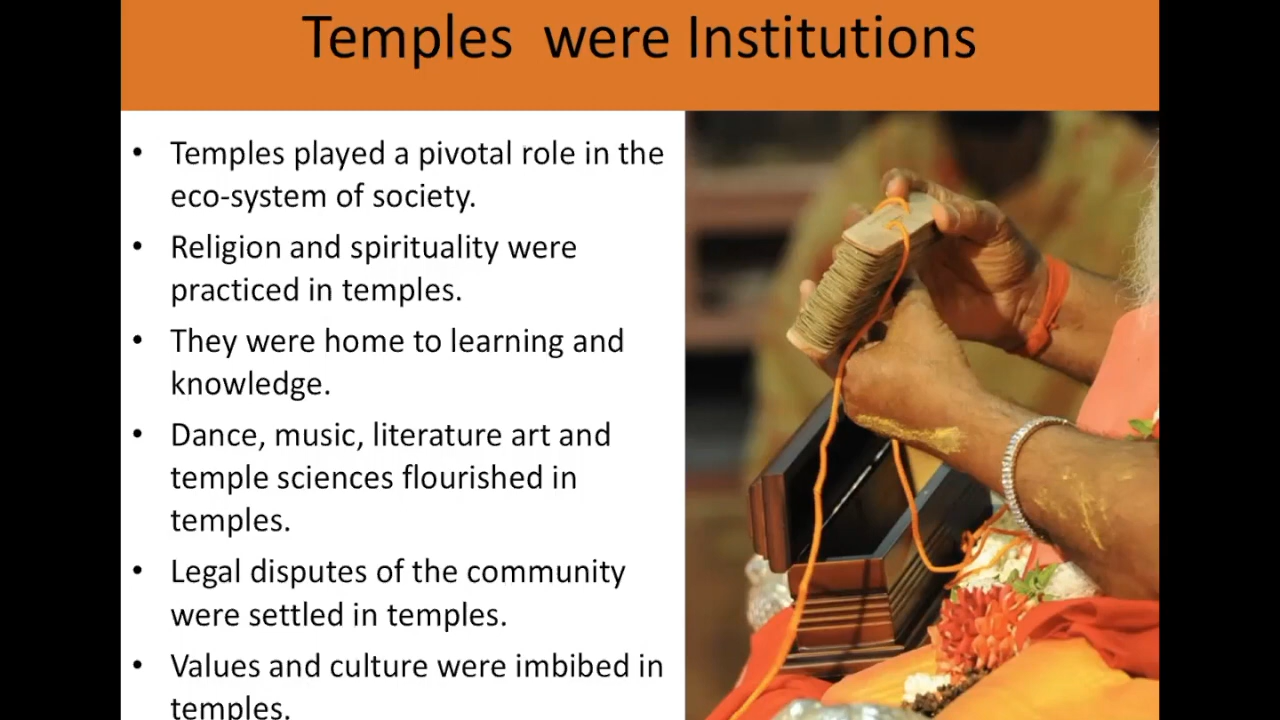 Temples were Institutions
• Temples played a pivotal role in the
eco-system of society.
• Religion and spirituality were
practiced in temples.
• They were home to learning and
knowledge.
• Dance, music, literature art and
temple sciences flourished in
temples.
• Legal disputes of the community
were settled in temples.
• Values and culture were imbibed in
temples.